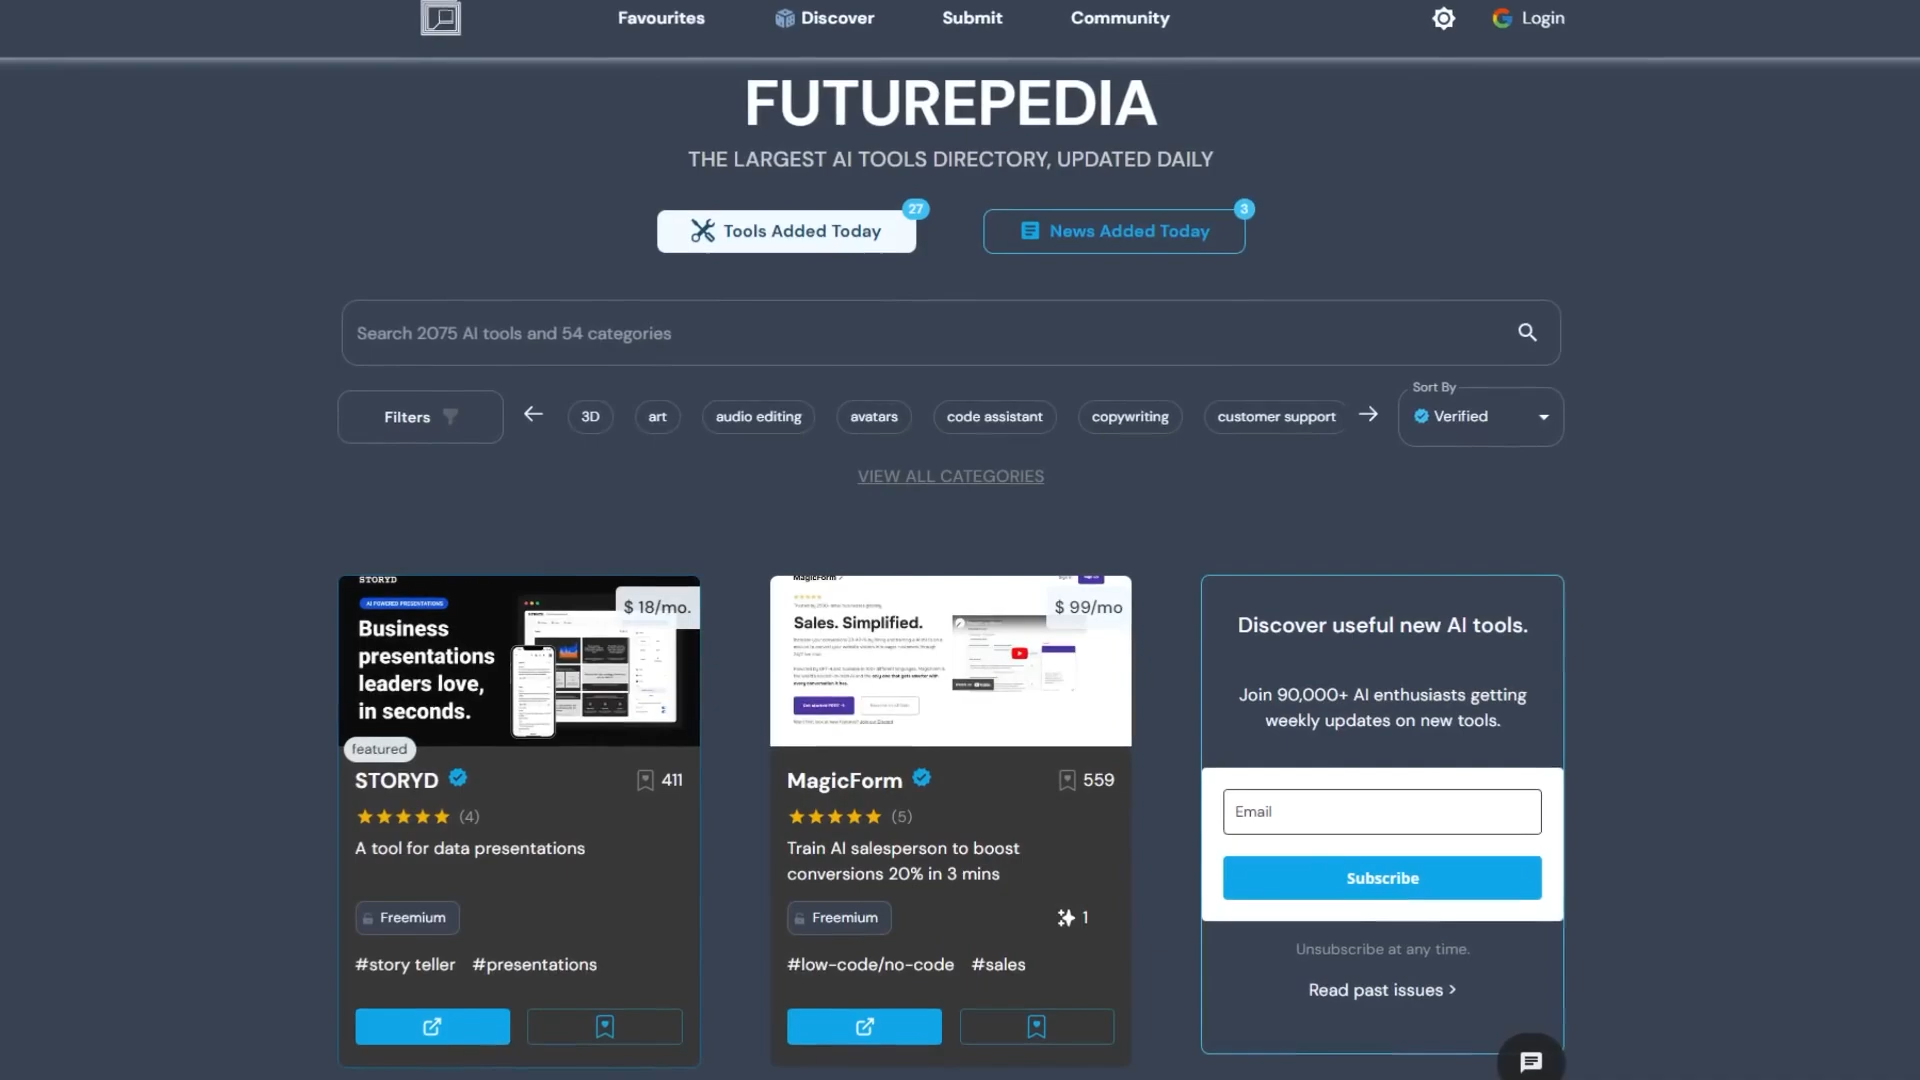 Favourites
Discover
Submit
Community
Login
FUTUREPEDIA
THE LARGEST AI TOOLS DIRECTORY, UPDATED DAILY
Tools Added Today
27
News Added Today
3
Search 2075 AI tools and 54 categories
Filters
3D
art
audio editing
avatars
code assistant
copywriting
customer support
Sort By
Verified
VIEW ALL CATEGORIES
STORYD
AI POWERED PRESENTATIONS
Business
presentations
leaders love,
in seconds.
$ 18/mo.
featured
STORYD
411
(4)
A tool for data presentations
Freemium
#story teller #presentations
MagicForm
Sales. Simplified.
$ 99/mo
MagicForm
559
(5)
Train AI salesperson to boost
conversions 20% in 3 mins
Freemium
1
#low-code/no-code #sales
Discover useful new AI tools.
Join 90,000+ AI enthusiasts getting
weekly updates on new tools.
Email
Subscribe
Unsubscribe at any time.
Read past issues >